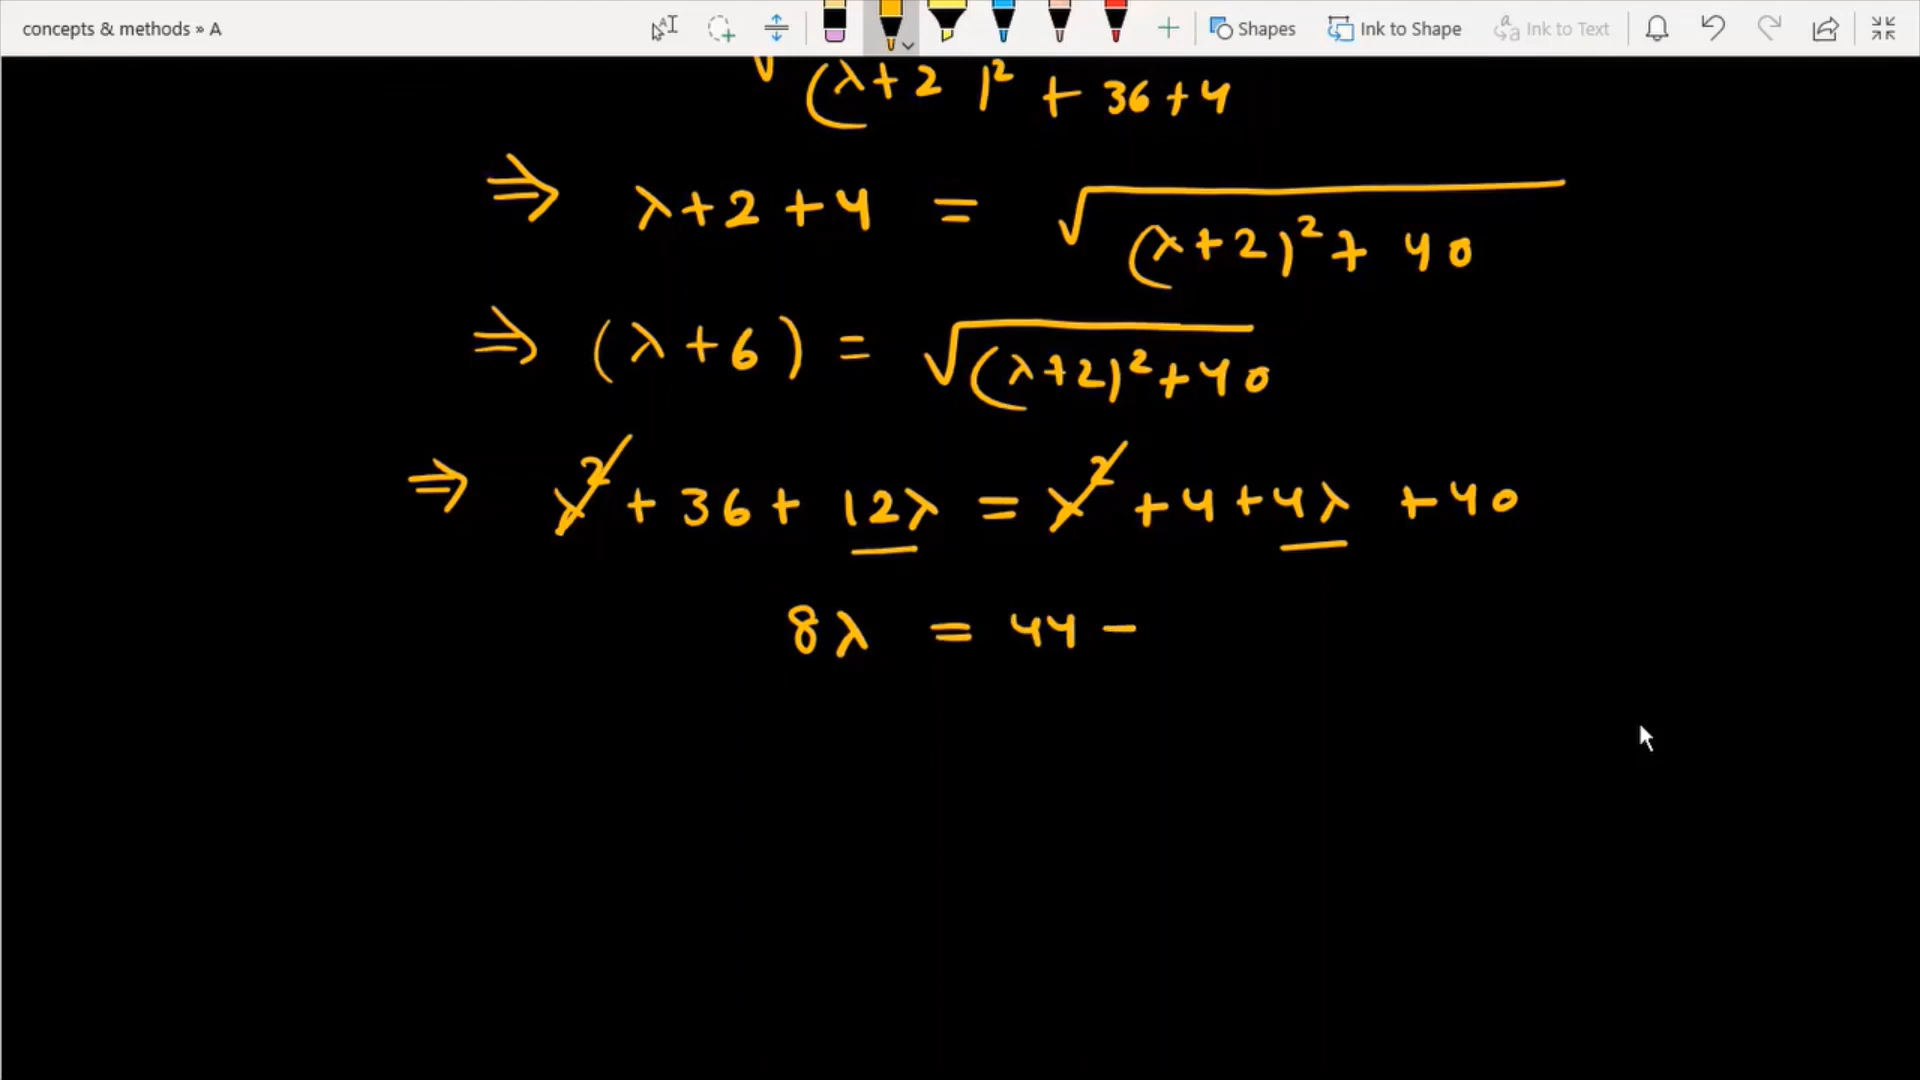 concepts & methods » A
Shapes Ink to Shape Ink to Text
√(λ+2)² + 36+4
⇒ λ+2+4 = √(λ+2)²+ 40
⇒ (λ+6) = √(λ+2)²+40
⇒ λ² + 36 + 12λ = λ² +4+4λ +40
8λ = 44 −